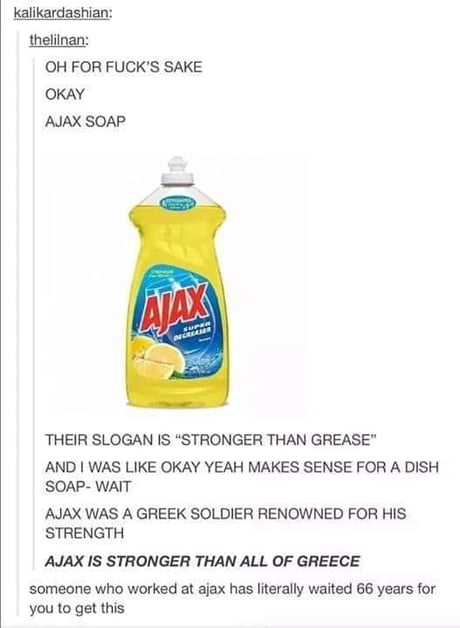 kalikardashian:
thelilnan:
OH FOR FUCK'S SAKE
OKAY
AJAX SOAP
AJAX
SUPER
DEGREASER
THEIR SLOGAN IS “STRONGER THAN GREASE”
AND I WAS LIKE OKAY YEAH MAKES SENSE FOR A DISH
SOAP- WAIT
AJAX WAS A GREEK SOLDIER RENOWNED FOR HIS
STRENGTH
AJAX IS STRONGER THAN ALL OF GREECE
someone who worked at ajax has literally waited 66 years for
you to get this